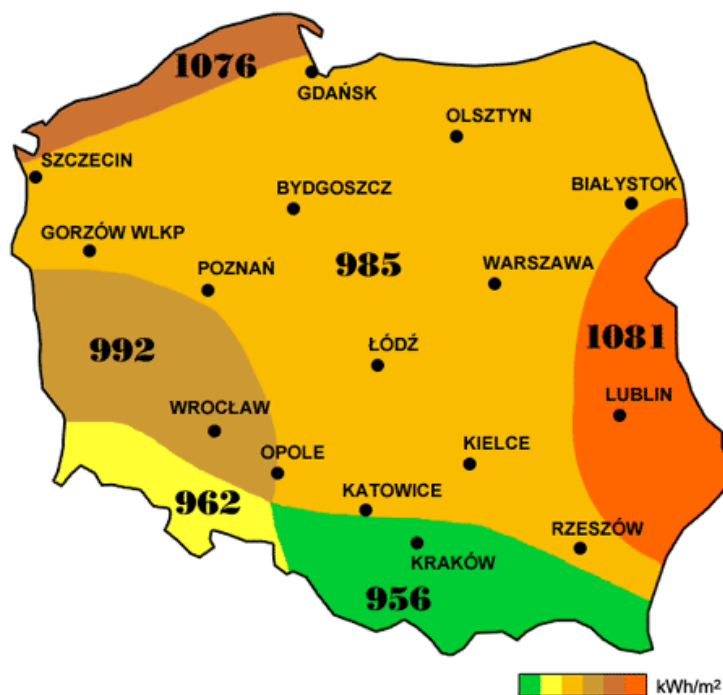 1076
GDAŃSK
OLSZTYN
SZCZECIN
BIAŁYSTOK
BYDGOSZCZ
GORZÓW WLKP
985
WARSZAWA
POZNAŃ
1081
992
ŁÓDŹ
LUBLIN
WROCŁAW
KIELCE
OPOLE
KATOWICE
962
RZESZÓW
KRAKÓW
956
kWh/m²